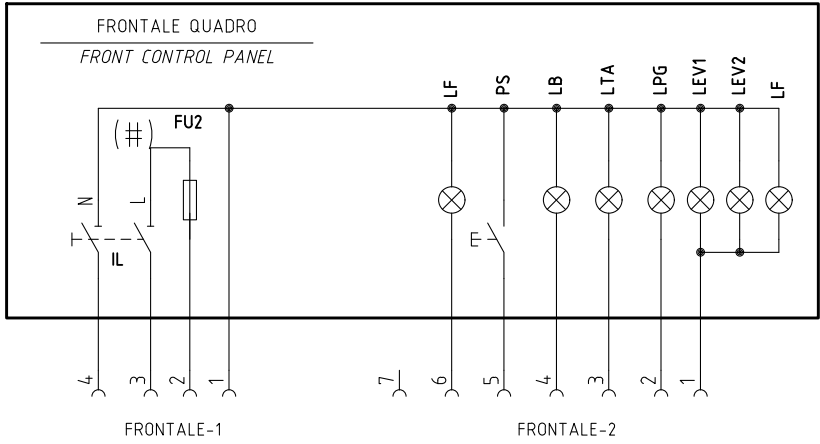 FRONTALE QUADRO
FRONT CONTROL PANEL
LF
PS
LB
LTA
LPG
LEV1
LEV2
LF
(#)
FU2
N
L
IL
4
3
2
1
7
6
5
4
3
2
1
FRONTALE-1
FRONTALE-2